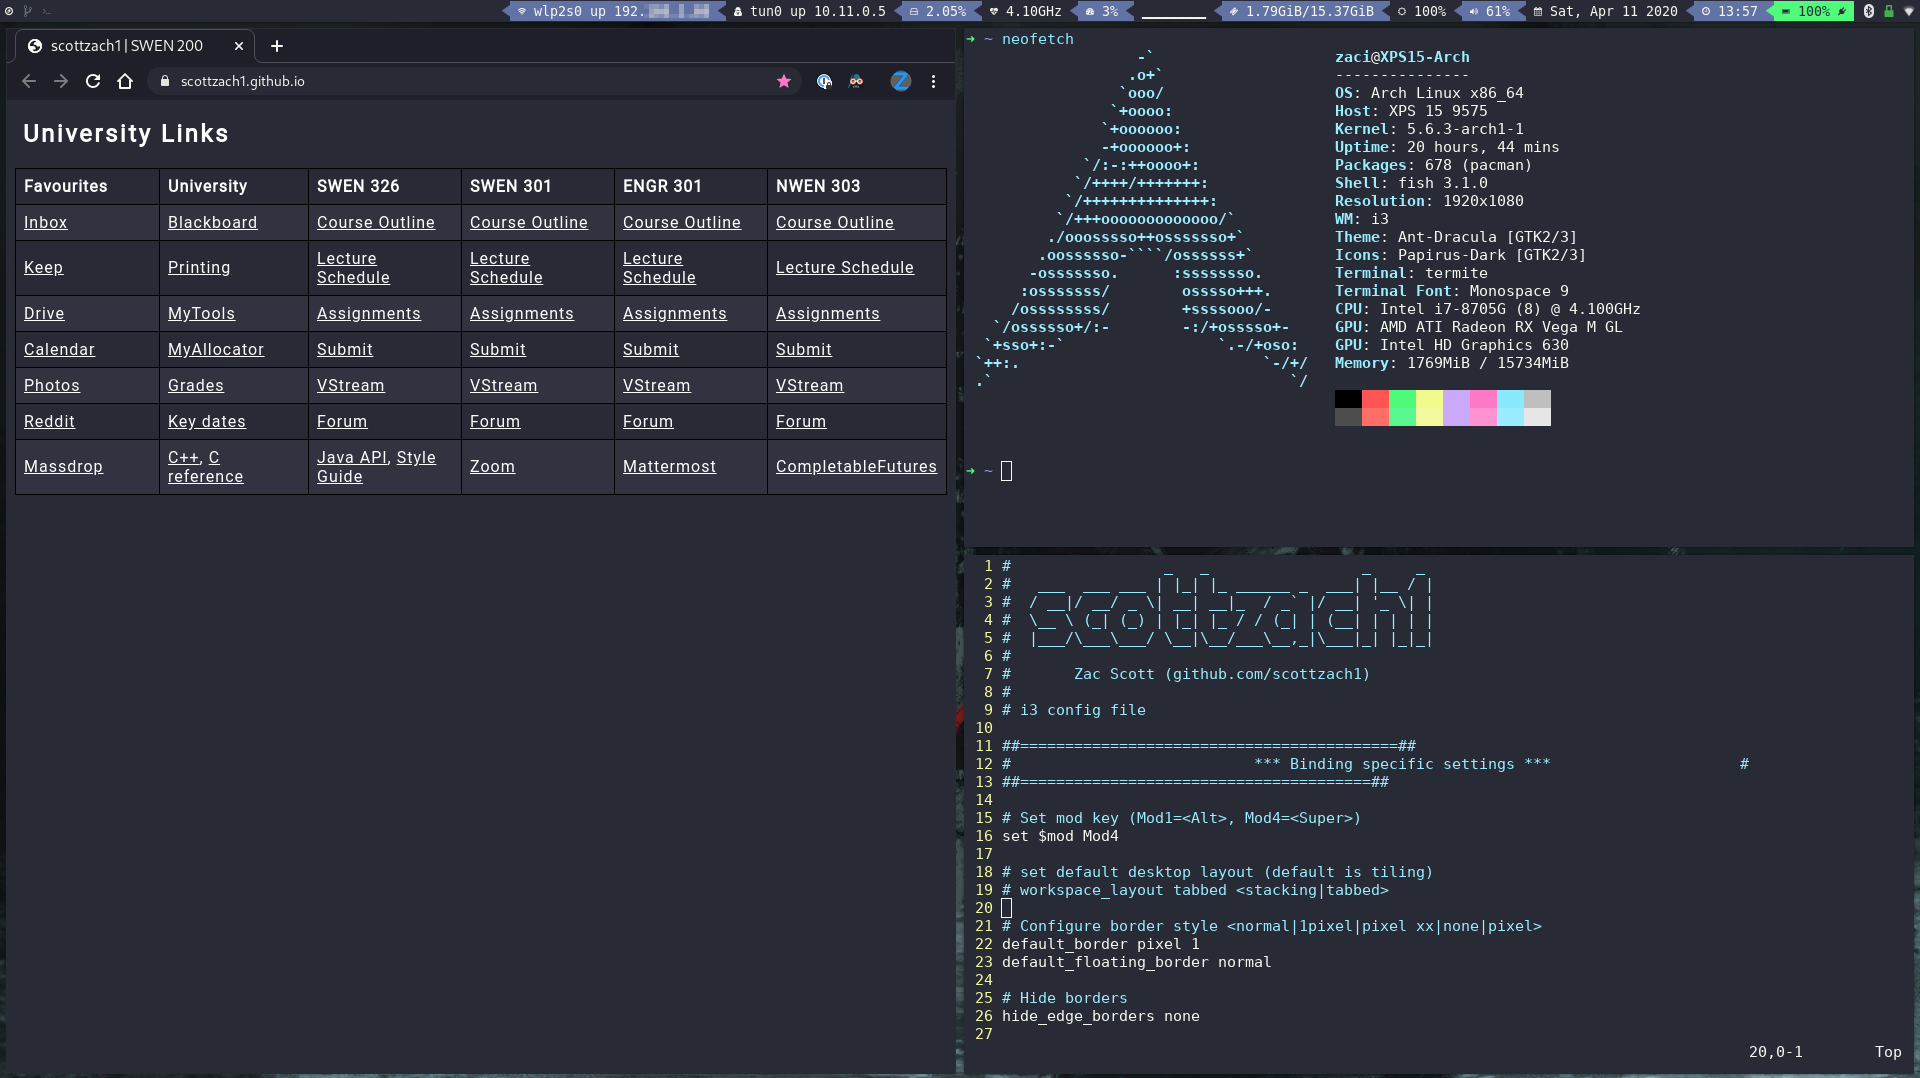 wlp2s0 up 192. tun0 up 10.11.0.5 2.05% 4.10GHz 3% 1.79GiB/15.37GiB 100% 61% Sat, Apr 11 2020 13:57 100%
scottzach1 | SWEN 200
scottzach1.github.io
University Links
Favourites University SWEN 326 SWEN 301 ENGR 301 NWEN 303
Inbox Blackboard Course Outline Course Outline Course Outline Course Outline
Keep Printing Lecture Schedule Lecture Schedule Lecture Schedule Lecture Schedule
Drive MyTools Assignments Assignments Assignments Assignments
Calendar MyAllocator Submit Submit Submit Submit
Photos Grades VStream VStream VStream VStream
Reddit Key dates Forum Forum Forum Forum
Massdrop C++, C reference Java API, Style Guide Zoom Mattermost CompletableFutures
➜ ~ neofetch
zaci@XPS15-Arch
---------------
OS: Arch Linux x86_64
Host: XPS 15 9575
Kernel: 5.6.3-arch1-1
Uptime: 20 hours, 44 mins
Packages: 678 (pacman)
Shell: fish 3.1.0
Resolution: 1920x1080
WM: i3
Theme: Ant-Dracula [GTK2/3]
Icons: Papirus-Dark [GTK2/3]
Terminal: termite
Terminal Font: Monospace 9
CPU: Intel i7-8705G (8) @ 4.100GHz
GPU: AMD ATI Radeon RX Vega M GL
GPU: Intel HD Graphics 630
Memory: 1769MiB / 15734MiB
➜ ~
1 #
2 #
3 #
4 #
5 #
scottzach1
6 #
7 # Zac Scott (github.com/scottzach1)
8 #
9 # i3 config file
10
11 ##==========================================##
12 # *** Binding specific settings *** #
13 ##=======================================##
14
15 # Set mod key (Mod1=<Alt>, Mod4=<Super>)
16 set $mod Mod4
17
18 # set default desktop layout (default is tiling)
19 # workspace_layout tabbed <stacking|tabbed>
20
21 # Configure border style <normal|1pixel|pixel xx|none|pixel>
22 default_border pixel 1
23 default_floating_border normal
24
25 # Hide borders
26 hide_edge_borders none
27
20,0-1 Top